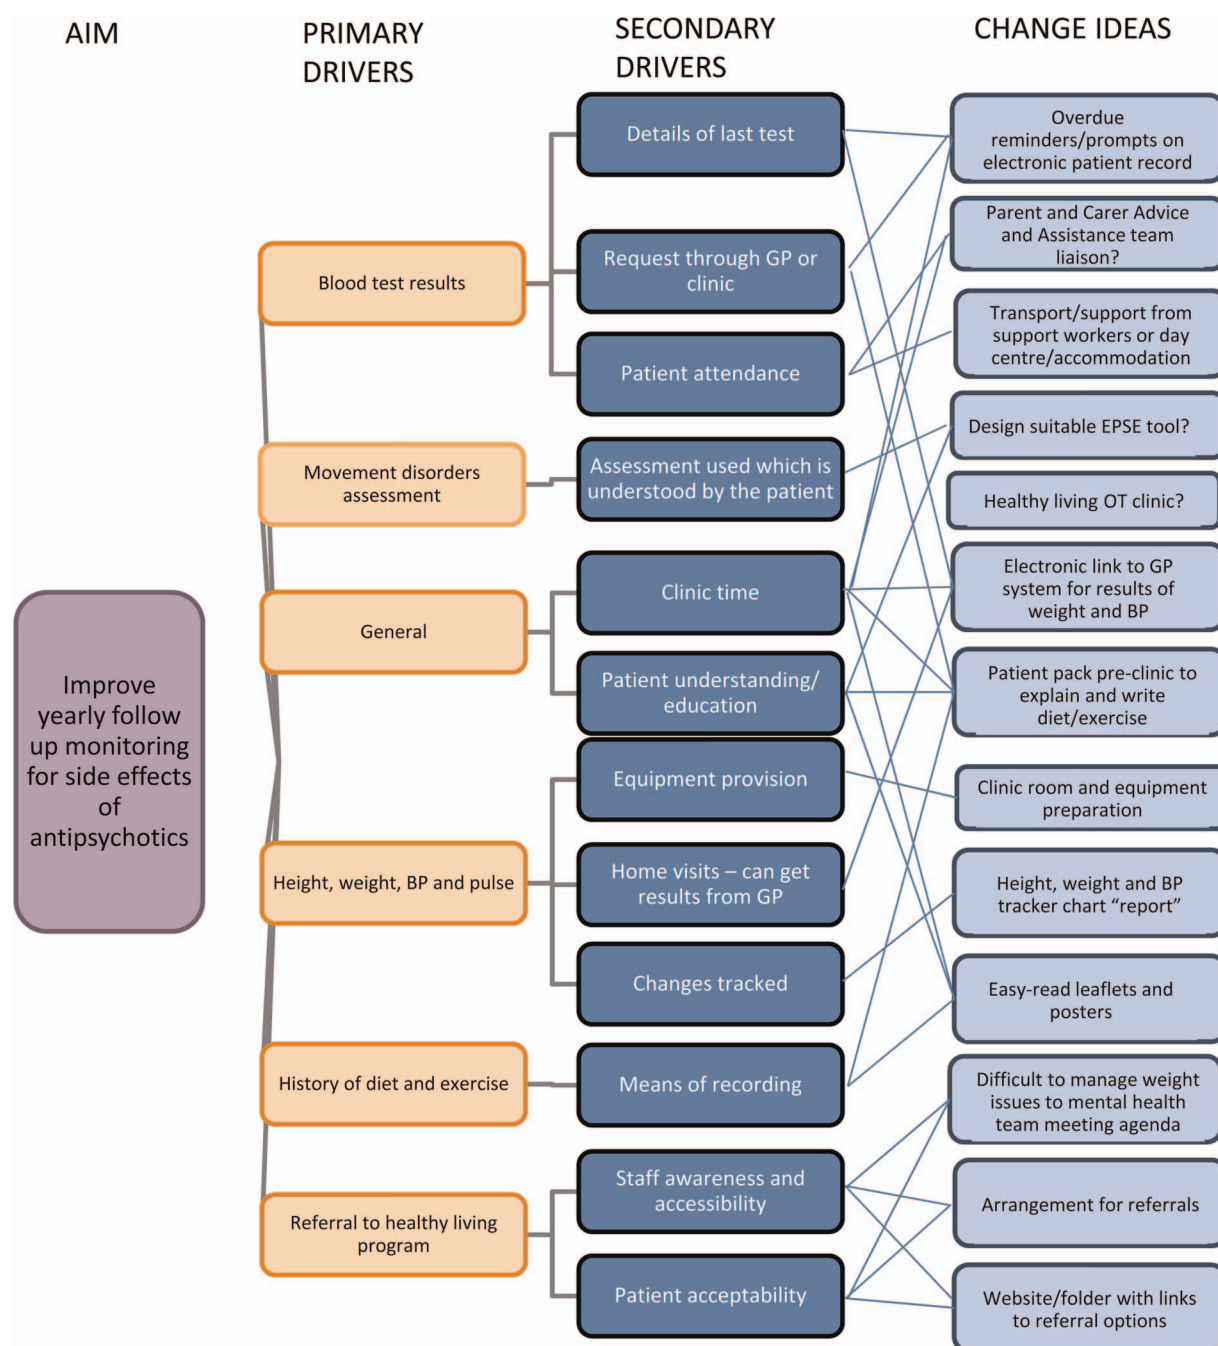 AIM
PRIMARY
DRIVERS
SECONDARY
DRIVERS
CHANGE IDEAS
Improve
yearly follow
up monitoring
for side effects
of
antipsychotics
Blood test results
Movement disorders
assessment
General
Height, weight, BP and pulse
History of diet and exercise
Referral to healthy living
program
Details of last test
Request through GP or
clinic
Patient attendance
Assessment used which is
understood by the patient
Clinic time
Patient understanding/
education
Equipment provision
Home visits – can get
results from GP
Changes tracked
Means of recording
Staff awareness and
accessibility
Patient acceptability
Overdue
reminders/prompts on
electronic patient record
Parent and Carer Advice
and Assistance team
liaison?
Transport/support from
support workers or day
centre/accommodation
Design suitable EPSE tool?
Healthy living OT clinic?
Electronic link to GP
system for results of
weight and BP
Patient pack pre-clinic to
explain and write
diet/exercise
Clinic room and equipment
preparation
Height, weight and BP
tracker chart “report”
Easy-read leaflets and
posters
Difficult to manage weight
issues to mental health
team meeting agenda
Arrangement for referrals
Website/folder with links
to referral options